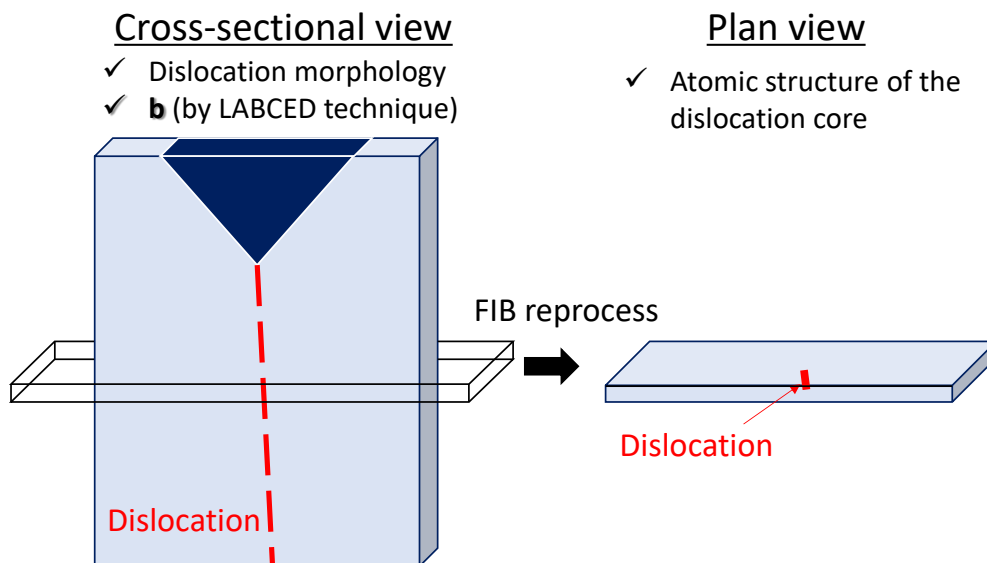 Cross-sectional view
✓ Dislocation morphology
✓ b (by LABCED technique)
Plan view
✓ Atomic structure of the
dislocation core
FIB reprocess
Dislocation
Dislocation